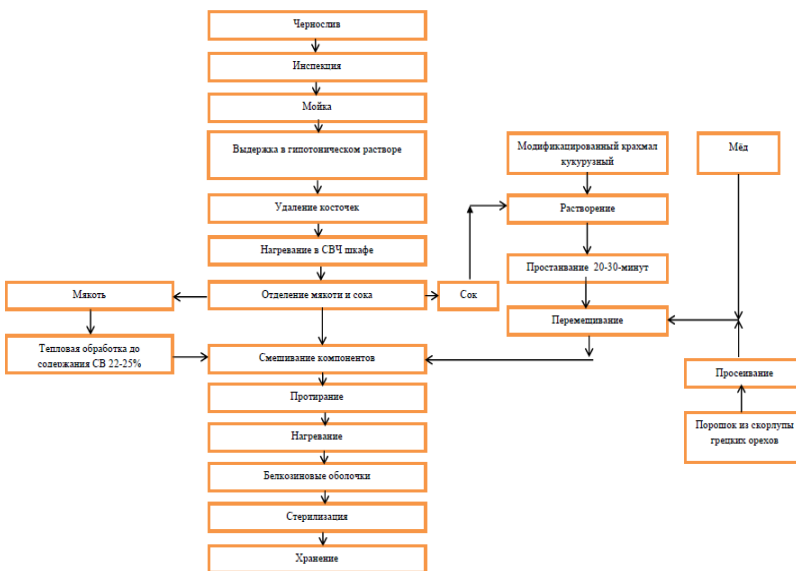 Чернослив
Инспекция
Мойка
Выдержка в гипотоническом растворе
Удаление косточек
Нагревание в СВЧ шкафе
Отделение мякоти и сока
Мякоть
Тепловая обработка до
содержания СВ 22-25%
Сок
Модификацированный крахмал
кукурузный
Растворение
Простаивание 20-30-минут
Перемешивание
Мёд
Просеивание
Порошок из скорлупы
грецких орехов
Смешивание компонентов
Протирание
Нагревание
Белкозиновые оболочки
Стерилизация
Хранение